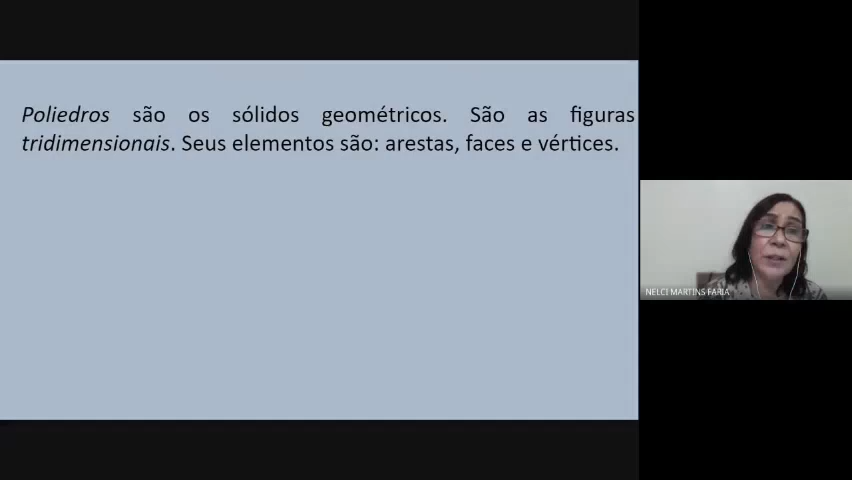 Poliedros são os sólidos geométricos. São as figuras
tridimensionais. Seus elementos são: arestas, faces e vértices.
NELCI MARTINS FARIA